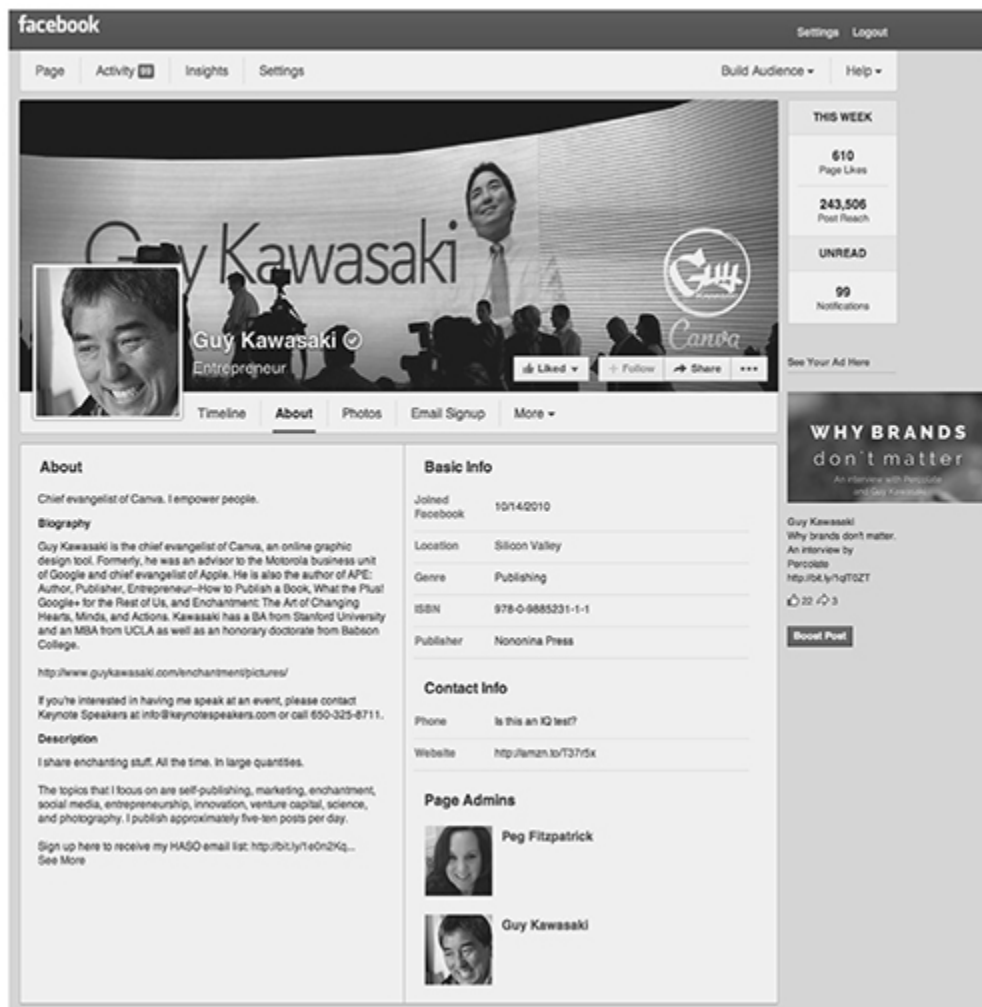 facebook
Settings Logout
Page Activity 99 Insights Settings Build Audience Help
Guy Kawasaki
Guy
Canva
Guy Kawasaki
Entrepreneur
Liked + Follow Share •••
Timeline About Photos Email Signup More
THIS WEEK
610
Page Likes
243,506
Post Reach
UNREAD
99
Notifications
See Your Ad Here
WHY BRANDS
don't matter
An interview with Percolate
and Guy Kawasaki
Guy Kawasaki
Why brands don't matter.
An interview by
Percolate
http://bit.ly/1qlT0ZT
22 3
Boost Post
About
Chief evangelist of Canva. I empower people.
Biography
Guy Kawasaki is the chief evangelist of Canva, an online graphic
design tool. Formerly, he was an advisor to the Motorola business unit
of Google and chief evangelist of Apple. He is also the author of APE:
Author, Publisher, Entrepreneur–How to Publish a Book, What the Plus!
Google+ for the Rest of Us, and Enchantment: The Art of Changing
Hearts, Minds, and Actions. Kawasaki has a BA from Stanford University
and an MBA from UCLA as well as an honorary doctorate from Babson
College.
http://www.guykawasaki.com/enchantment/pictures/
If you're interested in having me speak at an event, please contact
Keynote Speakers at info@keynotespeakers.com or call 650-325-8711.
Description
I share enchanting stuff. All the time. In large quantities.
The topics that I focus on are self-publishing, marketing, enchantment,
social media, entrepreneurship, innovation, venture capital, science,
and photography. I publish approximately five-ten posts per day.
Sign up here to receive my HASO email list: http://bit.ly/1e0n2Kq...
See More
Basic Info
Joined
Facebook 10/14/2010
Location Silicon Valley
Genre Publishing
ISBN 978-0-9885231-1-1
Publisher Nononina Press
Contact Info
Phone Is this an IQ test?
Website http://amzn.to/T37r5x
Page Admins
Peg Fitzpatrick
Guy Kawasaki